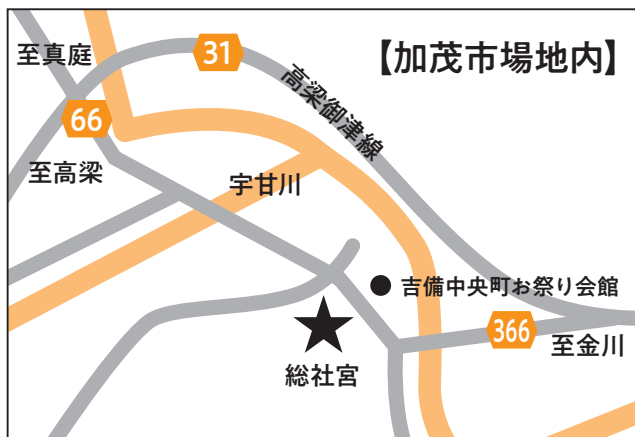 至真庭
31
【加茂市場地内】
66
高梁御津線
至高梁
宇甘川
吉備中央町お祭り会館
366
至金川
総社宮